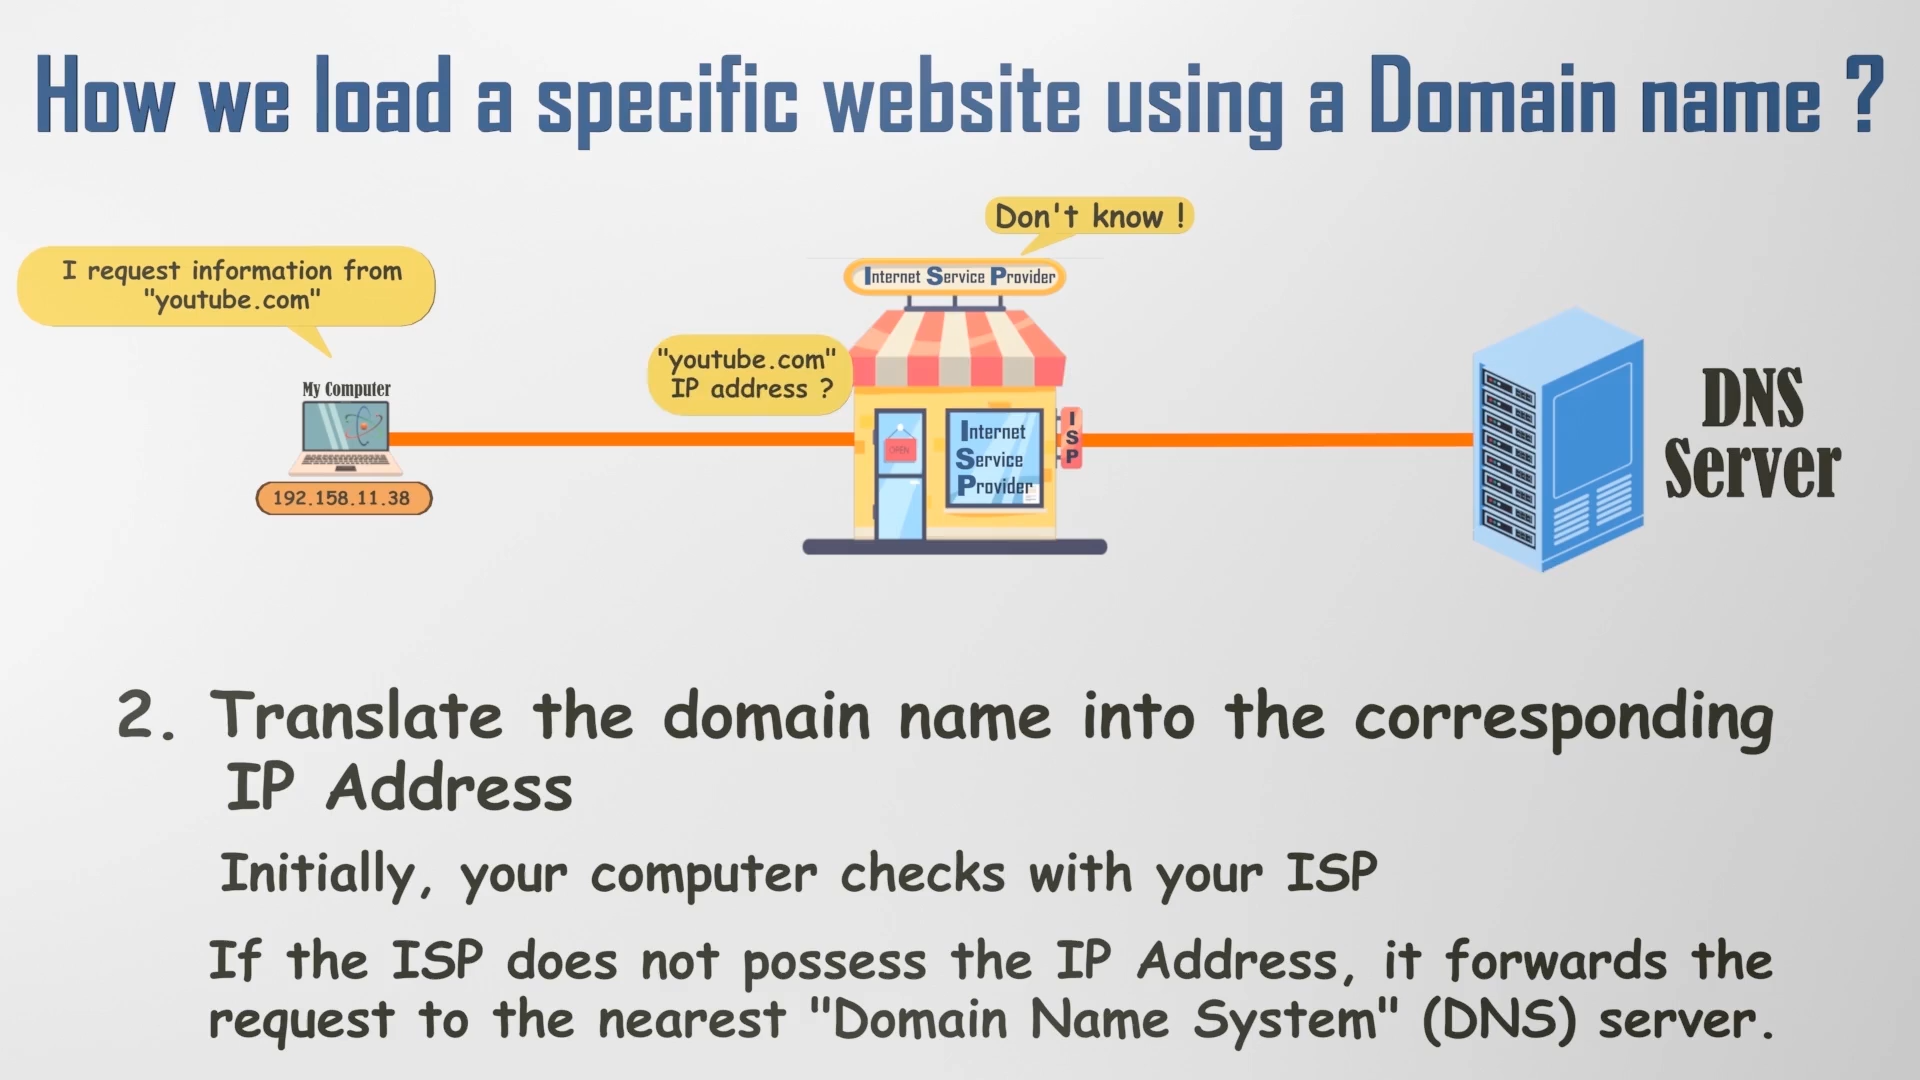 How we load a specific website using a Domain name ?
Don't know !
I request information from
"youtube.com"
Internet Service Provider
"youtube.com"
IP address ?
My Computer
192.158.11.38
OPEN
Internet
Service
Provider
I
S
P
DNS
Server
2. Translate the domain name into the corresponding
IP Address
Initially, your computer checks with your ISP
If the ISP does not possess the IP Address, it forwards the
request to the nearest "Domain Name System" (DNS) server.